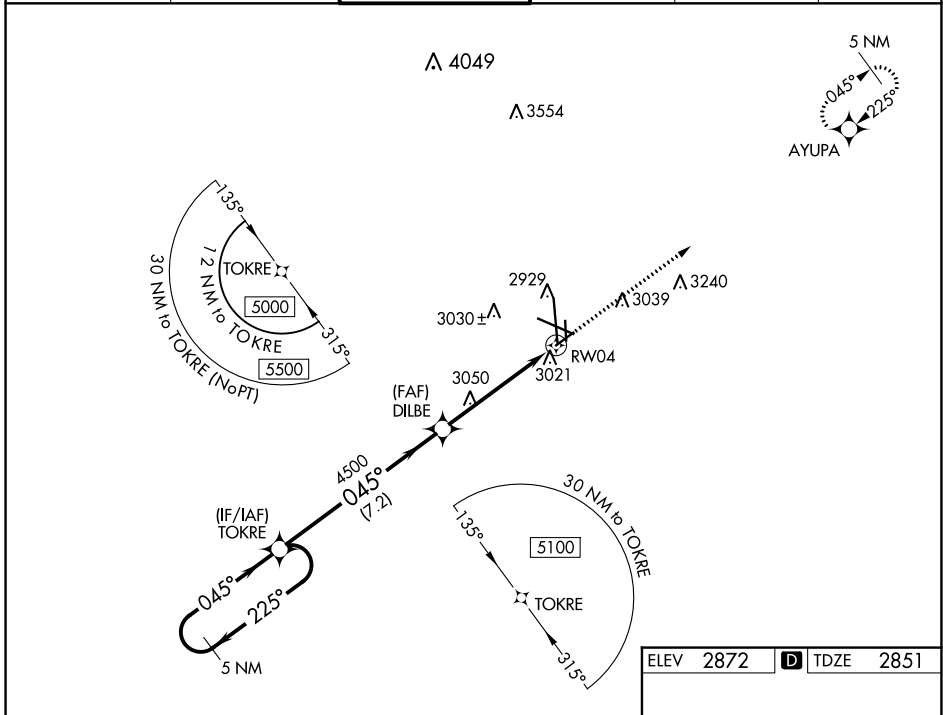 4049
3554
5 NM
045°
225°
AYUPA
135°
12 NM to TOKRE
30 NM to TOKRE (NoPT)
TOKRE
5000
5500
315°
2929
3030±
3039
3240
RW04
3021
3050
(FAF)
DILBE
4500
045°
(7.2)
(IF/IAF)
TOKRE
045°
225°
5 NM
135°
30 NM to TOKRE
5100
TOKRE
315°
ELEV 2872 D TDZE 2851